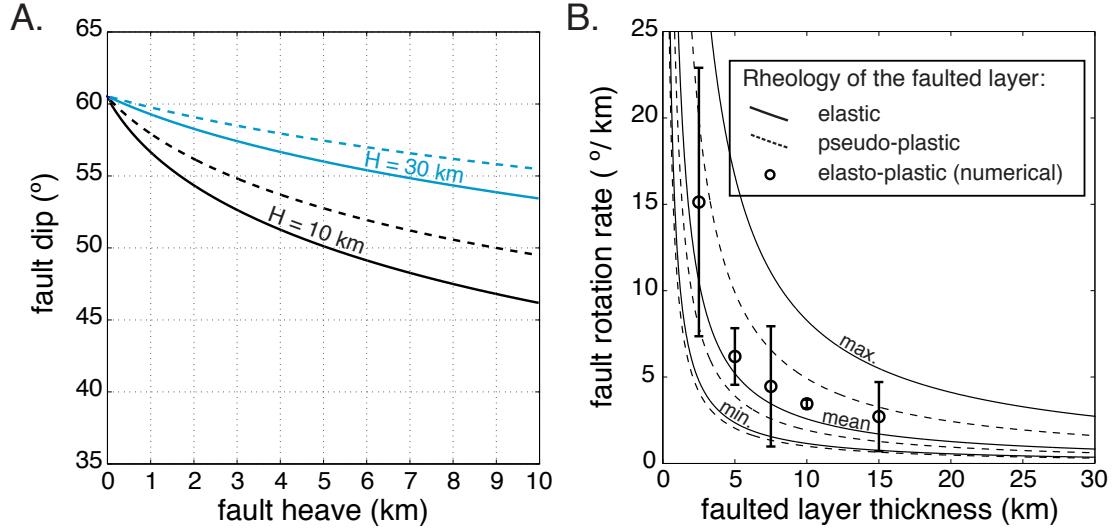 A.
65
60
55
50
45
40
35
fault dip (º)
H = 30 km
H = 10 km
0 1 2 3 4 5 6 7 8 9 10
fault heave (km)
B.
25
20
15
10
5
0
fault rotation rate ( º/ km)
Rheology of the faulted layer:
elastic
pseudo-plastic
elasto-plastic (numerical)
max.
mean
min.
0 5 10 15 20 25 30
faulted layer thickness (km)